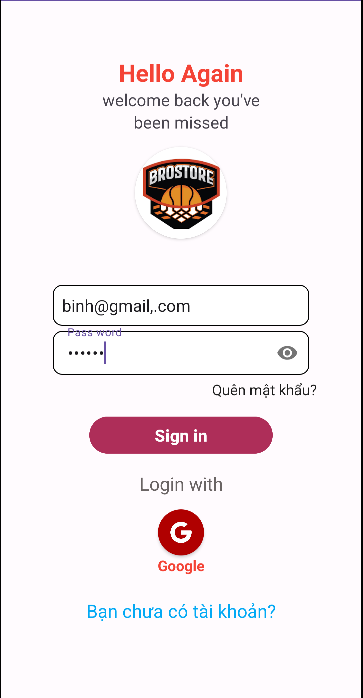 Hello Again
welcome back you've
been missed
BROSTORE
binh@gmail,.com
Pass word
••••••
Quên mật khẩu?
Sign in
Login with
G
Google
Bạn chưa có tài khoản?